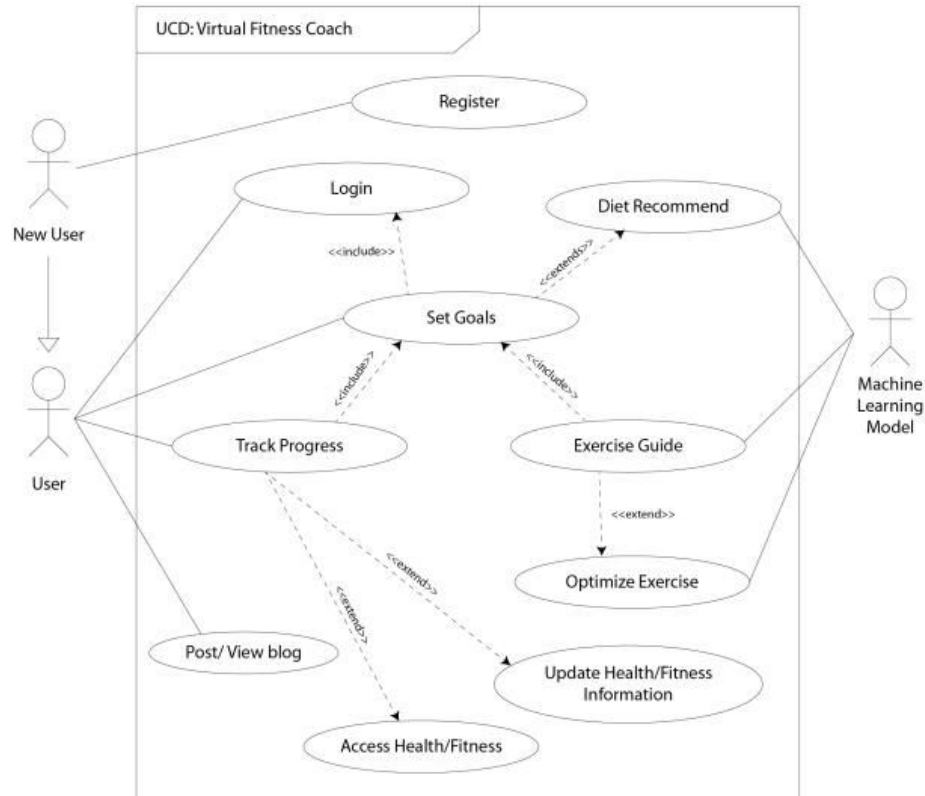 UCD: Virtual Fitness Coach
Register
Login
New User
Diet Recommend
<<include>>
<<extends>>
Set Goals
<<include>>
<<include>>
Machine
Learning
Model
User
Track Progress
Exercise Guide
<<extend>>
Optimize Exercise
<<extend>>
<<extend>>
Post/ View blog
Update Health/Fitness
Information
Access Health/Fitness